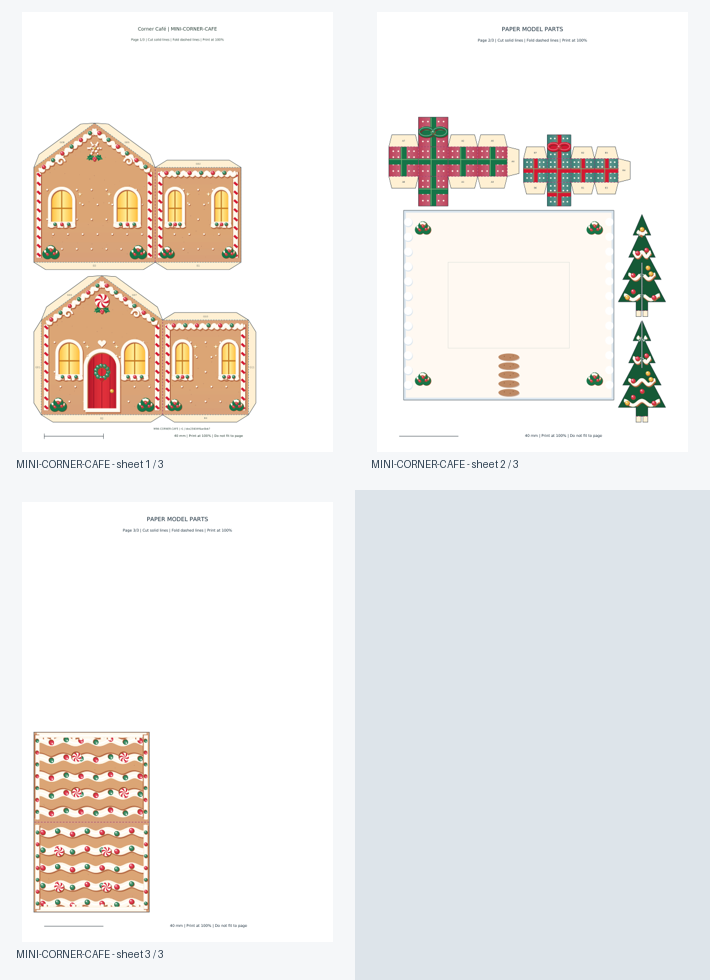 Corner Café | MINI-CORNER-CAFE
Page 1/3 | Cut solid lines | Fold dashed lines | Print at 100%
40 mm | Print at 100% | Do not fit to page
MINI-CORNER-CAFE - sheet 1 / 3
PAPER MODEL PARTS
Page 2/3 | Cut solid lines | Fold dashed lines | Print at 100%
40 mm | Print at 100% | Do not fit to page
MINI-CORNER-CAFE - sheet 2 / 3
PAPER MODEL PARTS
Page 3/3 | Cut solid lines | Fold dashed lines | Print at 100%
40 mm | Print at 100% | Do not fit to page
MINI-CORNER-CAFE - sheet 3 / 3